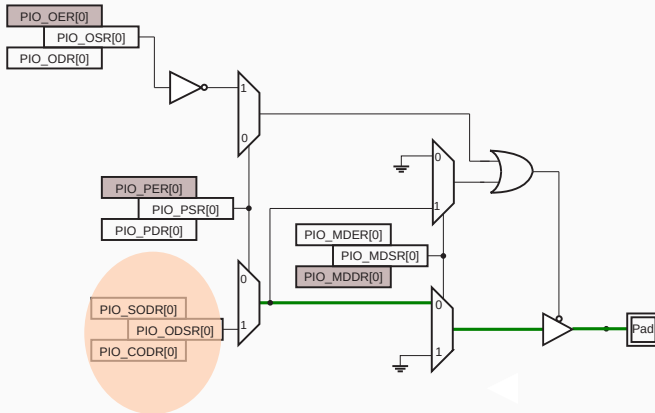 PIO_OER[0]
PIO_OSR[0]
PIO_ODR[0]
1
0
0
PIO_PER[0]
PIO_PSR[0]
PIO_PDR[0]
1
PIO_MDER[0]
PIO_MDSR[0]
PIO_MDDR[0]
0
PIO_SODR[0]
PIO_ODSR[0]
PIO_CODR[0]
1
0
1
Pad